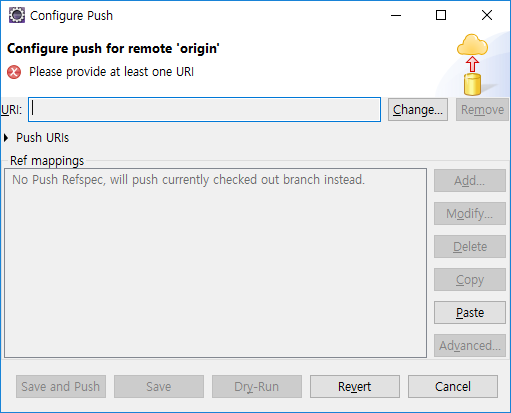 Configure Push
Configure push for remote 'origin'
Please provide at least one URI
URI:
Change...
Remove
Push URIs
Ref mappings
No Push Refspec, will push currently checked out branch instead.
Add...
Modify...
Delete
Copy
Paste
Advanced...
Save and Push
Save
Dry-Run
Revert
Cancel